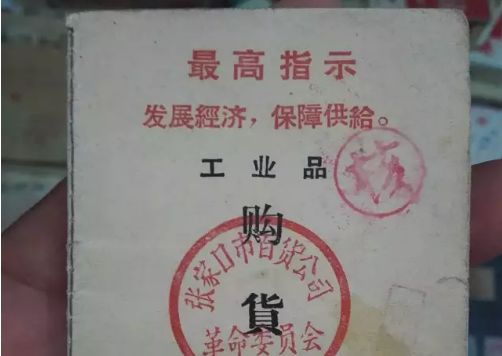 最高指示
发展經济，保障供給。
工业品
购
貨
张家口市百货公司
革命委员会